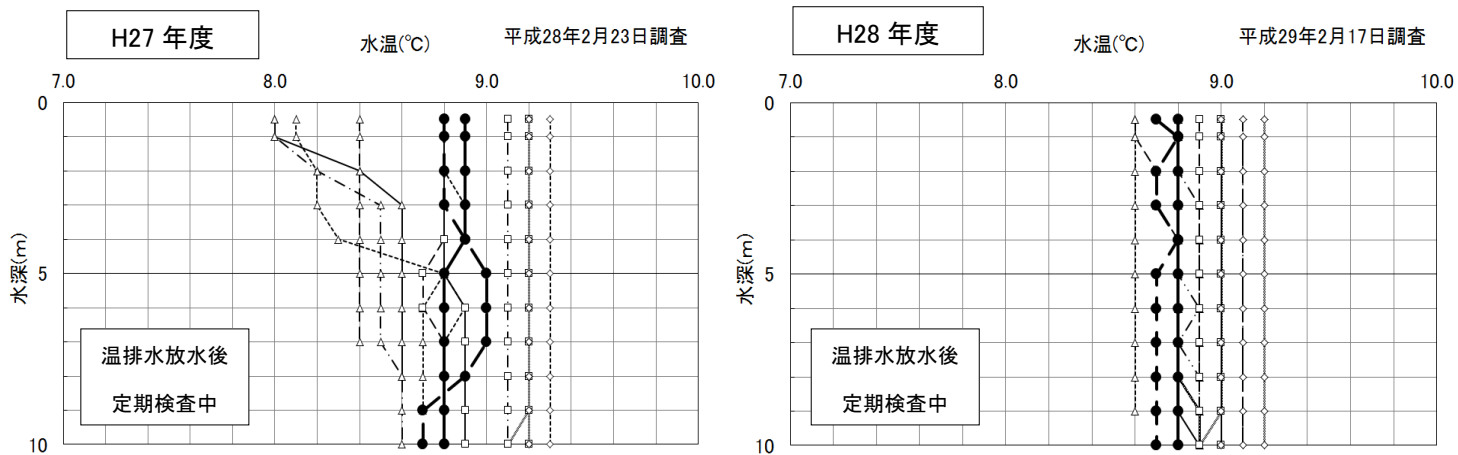 H27 年度
水温(℃)
平成28年2月23日調査
7.0
8.0
9.0
10.0
0
5
10
水深(m)
温排水放水後
定期検査中
H28 年度
水温(℃)
平成29年2月17日調査
7.0
8.0
9.0
10.0
0
5
10
水深(m)
温排水放水後
定期検査中